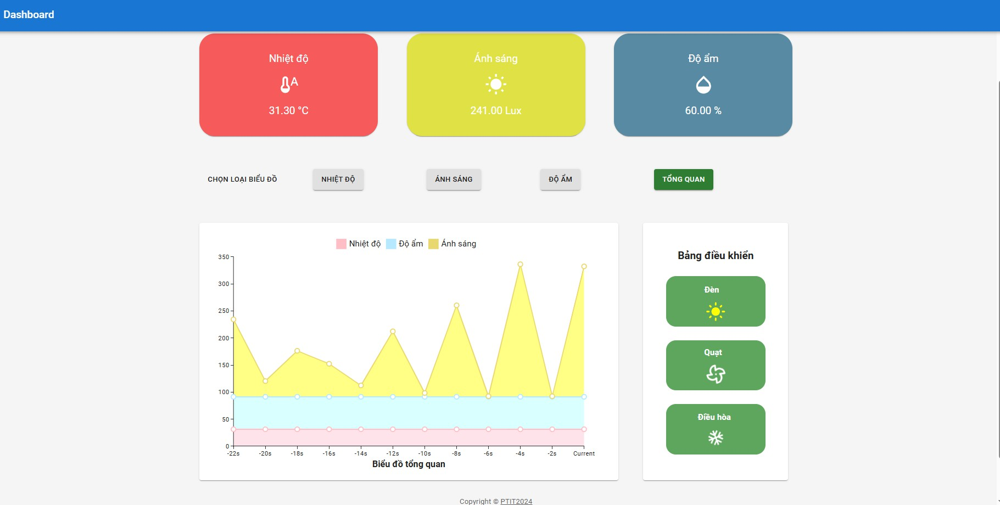 Dashboard
Nhiệt độ
A
31.30 °C
Ánh sáng
241.00 Lux
Độ ẩm
60.00 %
CHỌN LOẠI BIỂU ĐỒ
NHIỆT ĐỘ
ÁNH SÁNG
ĐỘ ẨM
TỔNG QUAN
Nhiệt độ Độ ẩm Ánh sáng
350
300
250
200
150
100
50
0
-22s -20s -18s -16s -14s -12s -10s -8s -6s -4s -2s Current
Biểu đồ tổng quan
Bảng điều khiển
Đèn
Quạt
Điều hòa
Copyright © PTIT2024